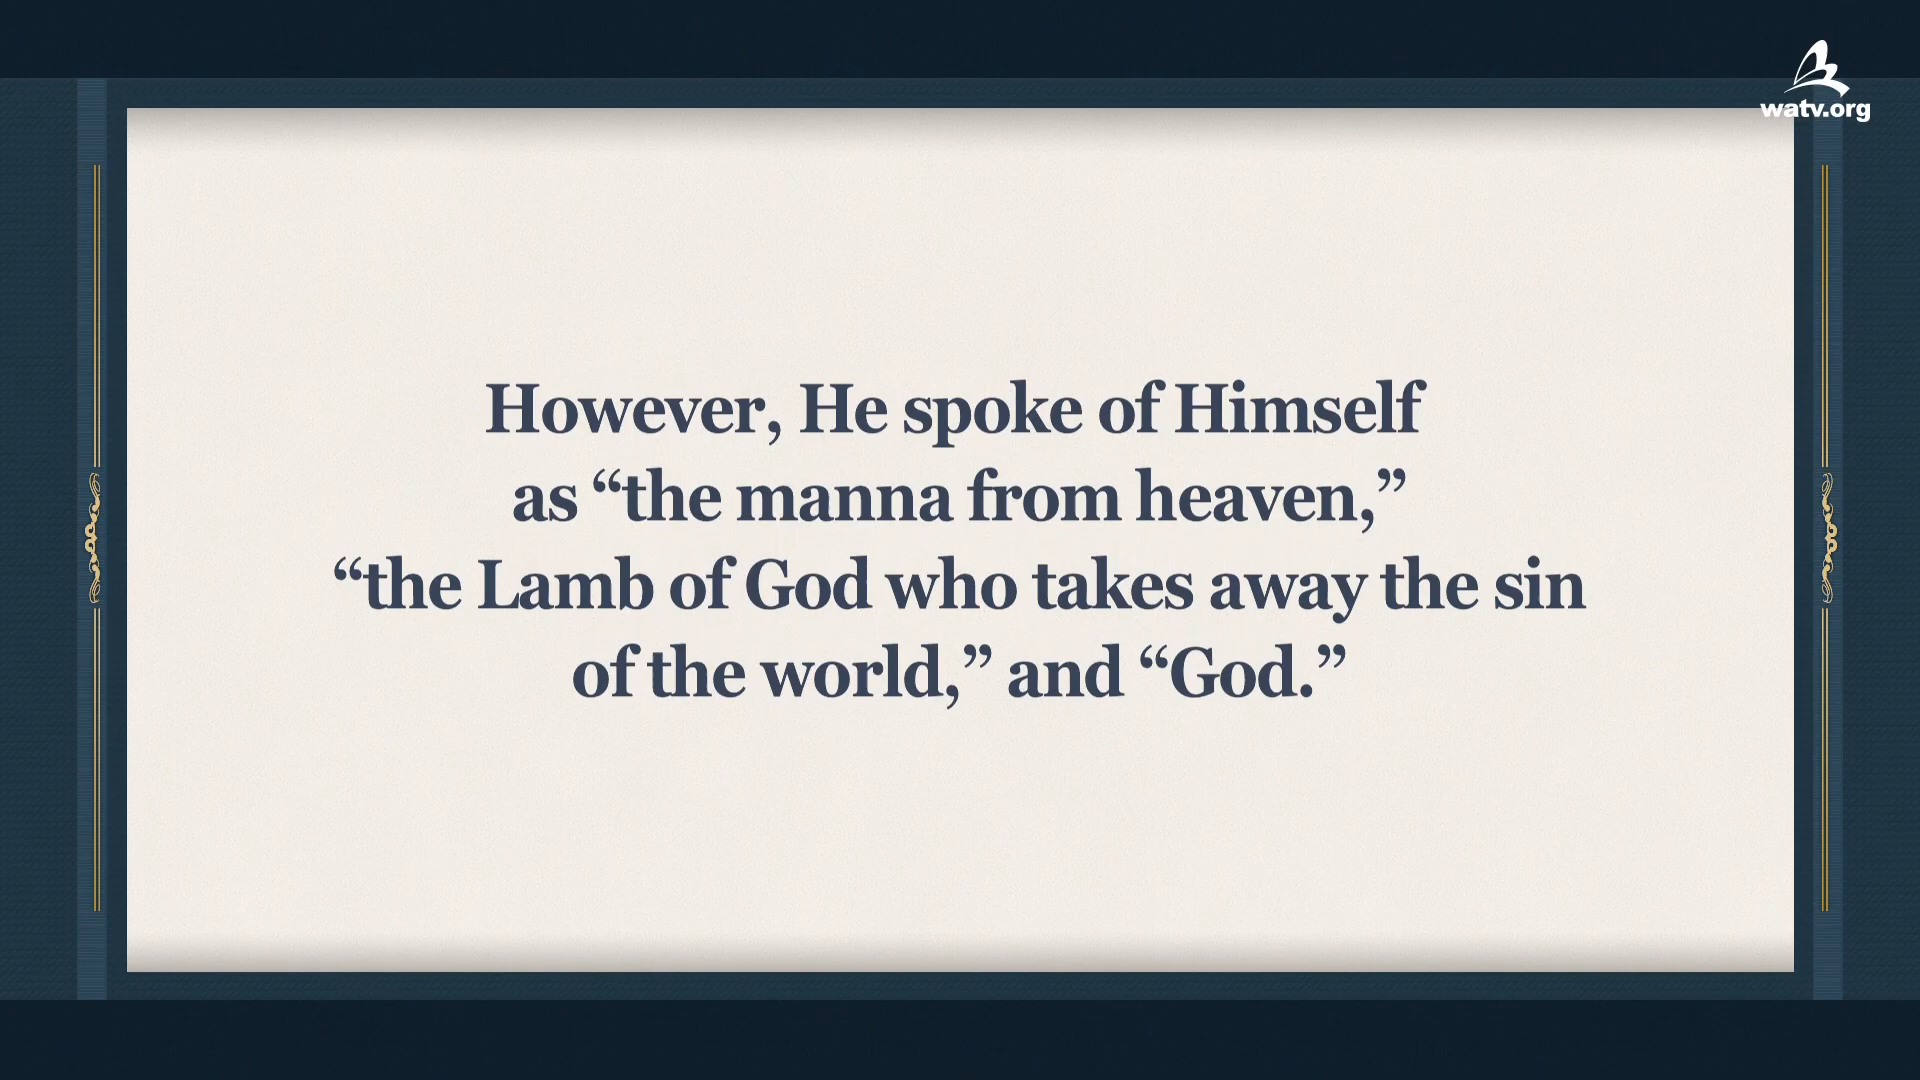 watv.org
However, He spoke of Himself
as “the manna from heaven,”
“the Lamb of God who takes away the sin
of the world,” and “God.”